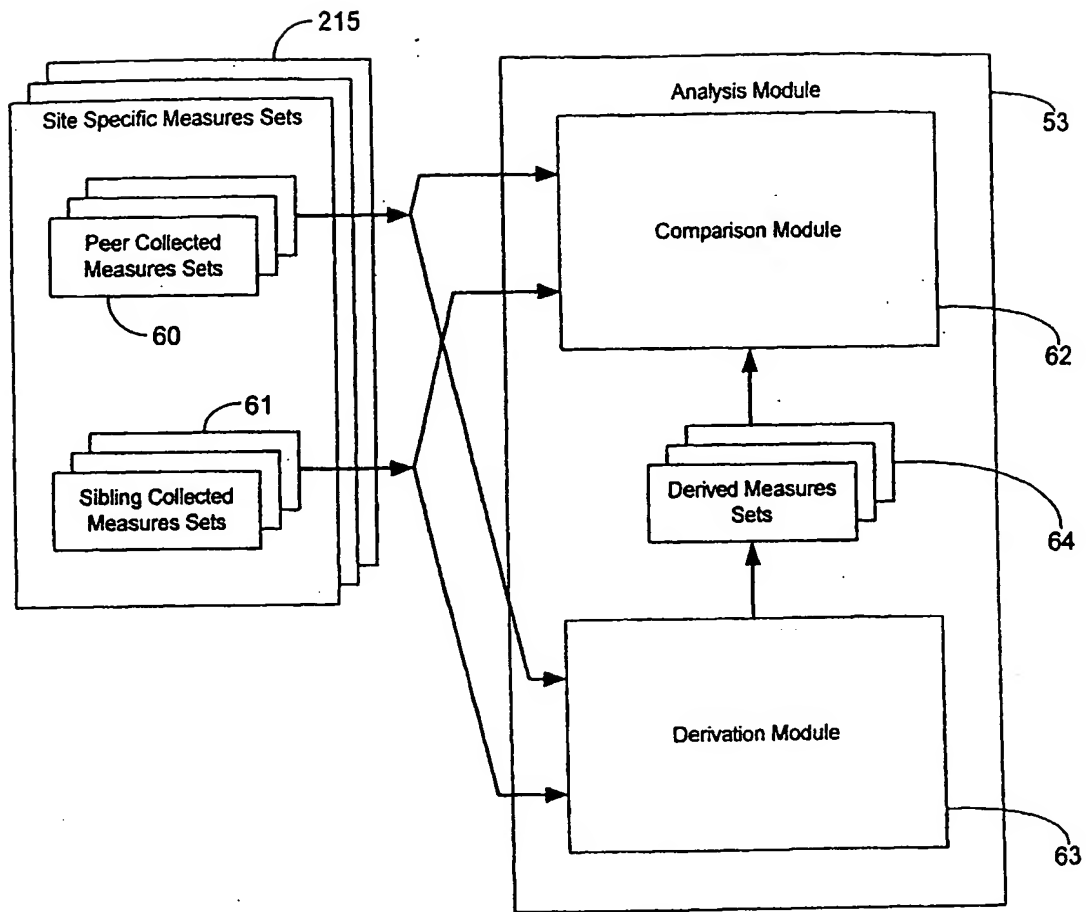 215
Site Specific Measures Sets
Peer Collected
Measures Sets
60
61
Sibling Collected
Measures Sets
Analysis Module
53
Comparison Module
62
Derived Measures
Sets
64
Derivation Module
63